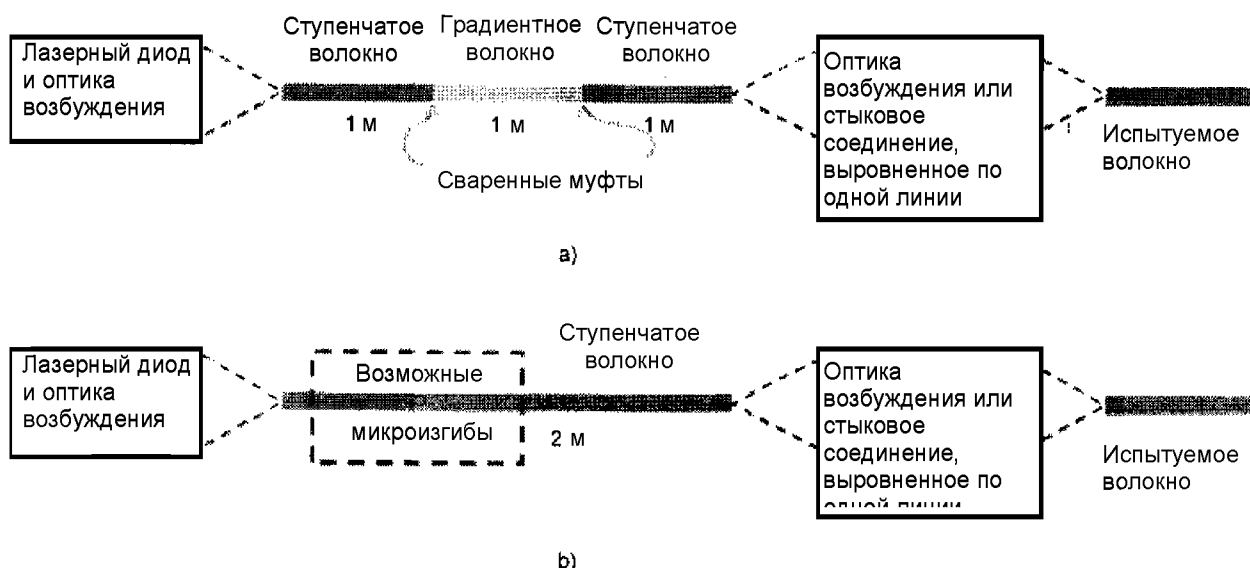 Ступенчатое
волокно
Градиентное
волокно
Ступенчатое
волокно
Лазерный диод
и оптика
возбуждения
1 м
1 м
1 м
Сваренные муфты
Оптика
возбуждения или
стыковое
соединение,
выровненное по
одной линии
Испытуемое
волокно
a)
Ступенчатое
волокно
Лазерный диод
и оптика
возбуждения
Возможные
микроизгибы
2 м
Оптика
возбуждения или
стыковое
соединение,
выровненное по
одной линии
Испытуемое
волокно
b)